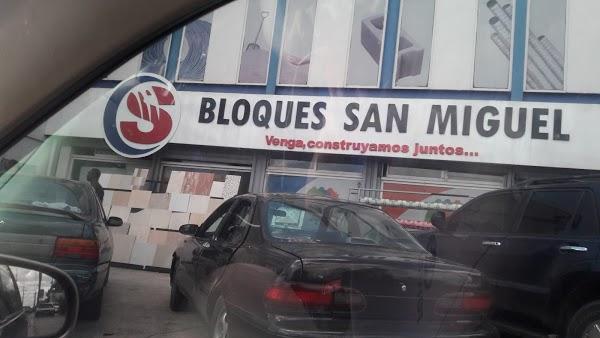 BLOQUES SAN MIGUEL
Venga,construyamos juntos...